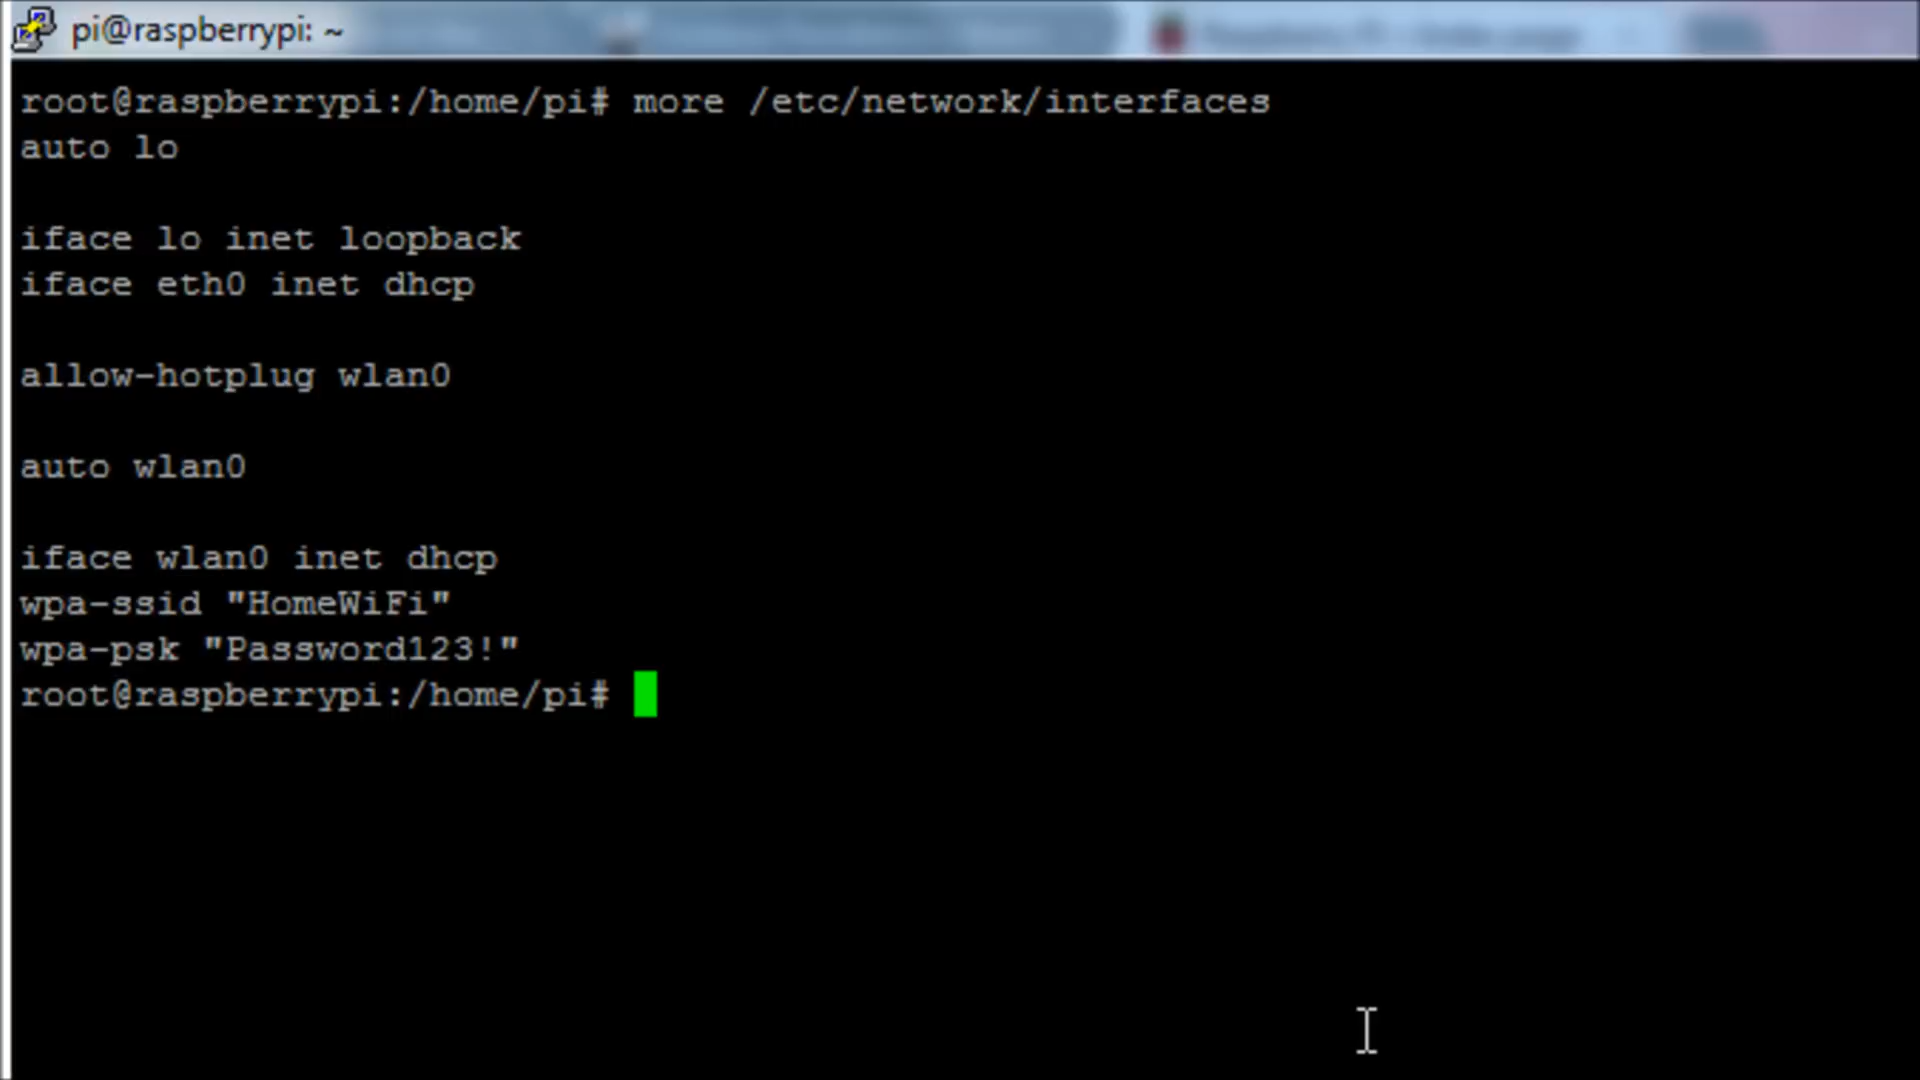 pi@raspberrypi: ~
root@raspberrypi:/home/pi# more /etc/network/interfaces
auto lo
iface lo inet loopback
iface eth0 inet dhcp
allow-hotplug wlan0
auto wlan0
iface wlan0 inet dhcp
wpa-ssid "HomeWiFi"
wpa-psk "Password123!"
root@raspberrypi:/home/pi#